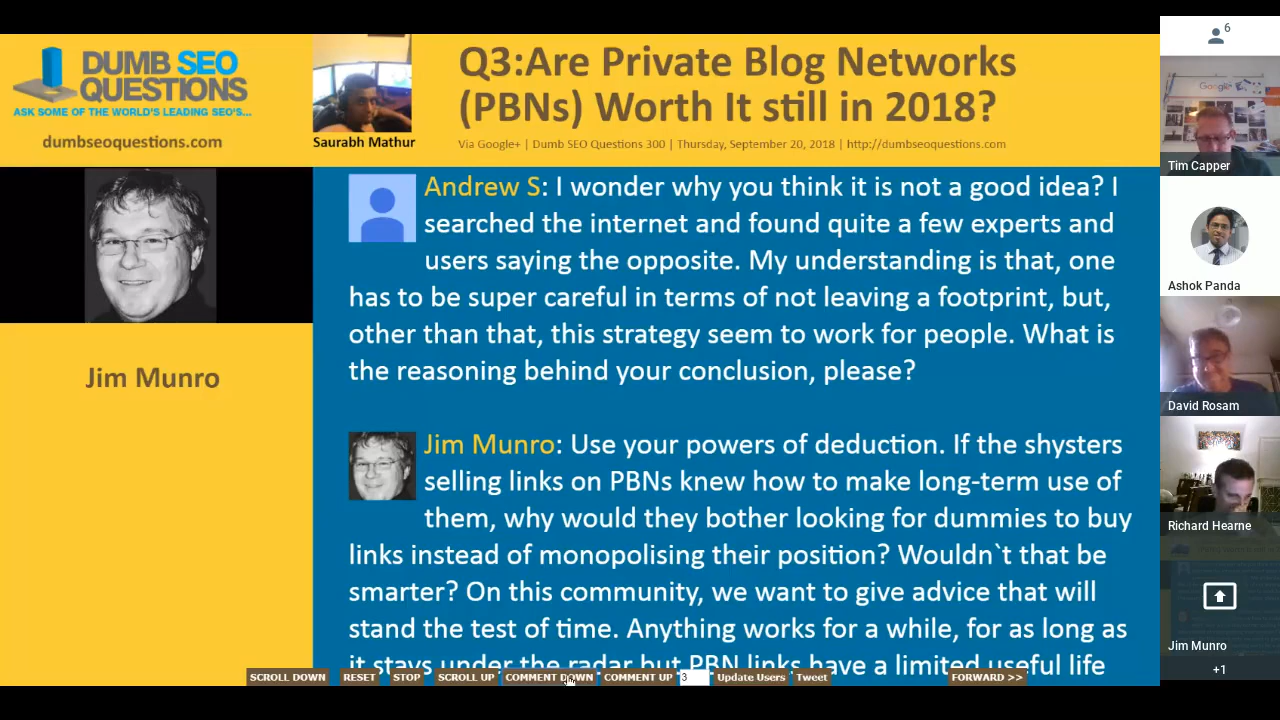 DUMB SEO
QUESTIONS
ASK SOME OF THE WORLD'S LEADING SEO'S...
dumbseoquestions.com
Saurabh Mathur
Q3:Are Private Blog Networks
(PBNs) Worth It still in 2018?
Via Google+ | Dumb SEO Questions 300 | Thursday, September 20, 2018 | http://dumbseoquestions.com
Jim Munro
Andrew S: I wonder why you think it is not a good idea? I
searched the internet and found quite a few experts and
users saying the opposite. My understanding is that, one
has to be super careful in terms of not leaving a footprint, but,
other than that, this strategy seem to work for people. What is
the reasoning behind your conclusion, please?
Jim Munro: Use your powers of deduction. If the shysters
selling links on PBNs knew how to make long-term use of
them, why would they bother looking for dummies to buy
links instead of monopolising their position? Wouldn`t that be
smarter? On this community, we want to give advice that will
stand the test of time. Anything works for a while, for as long as
it stays under the radar but PBN links have a limited useful life
SCROLL DOWN RESET STOP SCROLL UP COMMENT DOWN COMMENT UP 3 Update Users Tweet FORWARD >>
6
Google
Tim Capper
Ashok Panda
David Rosam
Richard Hearne
Jim Munro
+1